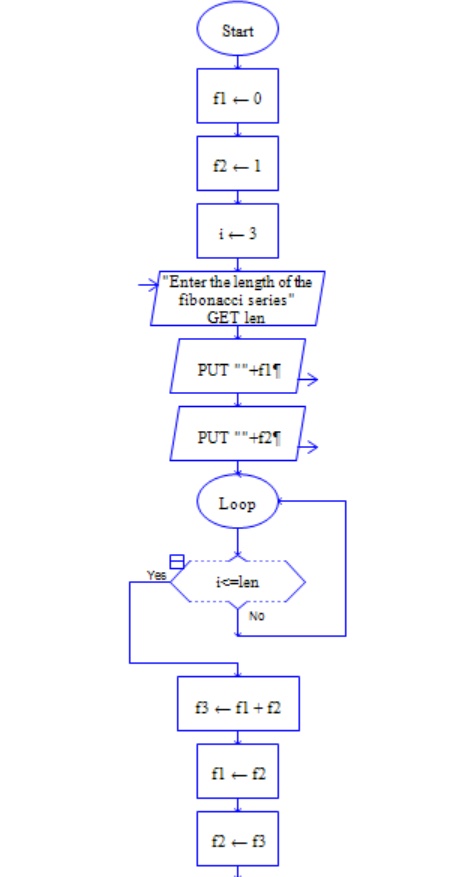 Start
f1 ← 0
f2 ← 1
i ← 3
"Enter the length of the
fibonacci series"
GET len
PUT ""+f1¶
PUT ""+f2¶
Loop
i<=len
Yes
No
f3 ← f1 + f2
f1 ← f2
f2 ← f3